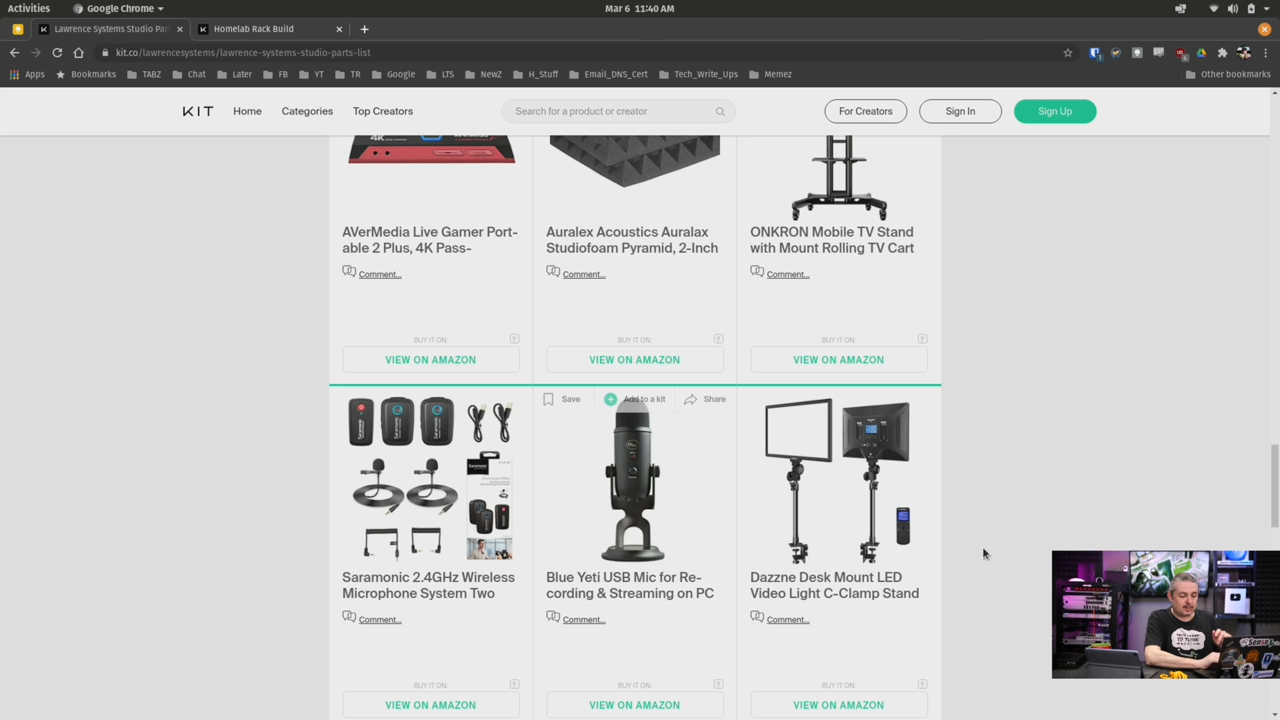 Activities
Google Chrome
Mar 6 11:40 AM
Lawrence Systems Studio Par
Homelab Rack Build
kit.co/lawrencesystems/lawrence-systems-studio-parts-list
Apps
Bookmarks
TABZ
Chat
Later
FB
YT
TR
Google
LTS
NewZ
H_Stuff
Email_DNS_Cert
Tech_Write_Ups
Memez
Other bookmarks
KIT
Home
Categories
Top Creators
Search for a product or creator
For Creators
Sign In
Sign Up
4K
AVerMedia Live Gamer Port-
able 2 Plus, 4K Pass-
Comment...
BUY IT ON:
VIEW ON AMAZON
Auralex Acoustics Auralax
Studiofoam Pyramid, 2-Inch
Comment...
BUY IT ON:
VIEW ON AMAZON
ONKRON Mobile TV Stand
with Mount Rolling TV Cart
Comment...
BUY IT ON:
VIEW ON AMAZON
Save
Add to a kit
Share
Saramonic
Saramonic 2.4GHz Wireless
Microphone System Two
Comment...
BUY IT ON:
VIEW ON AMAZON
Blue Yeti USB Mic for Re-
cording & Streaming on PC
Comment...
BUY IT ON:
VIEW ON AMAZON
Dazzne Desk Mount LED
Video Light C-Clamp Stand
Comment...
BUY IT ON:
VIEW ON AMAZON